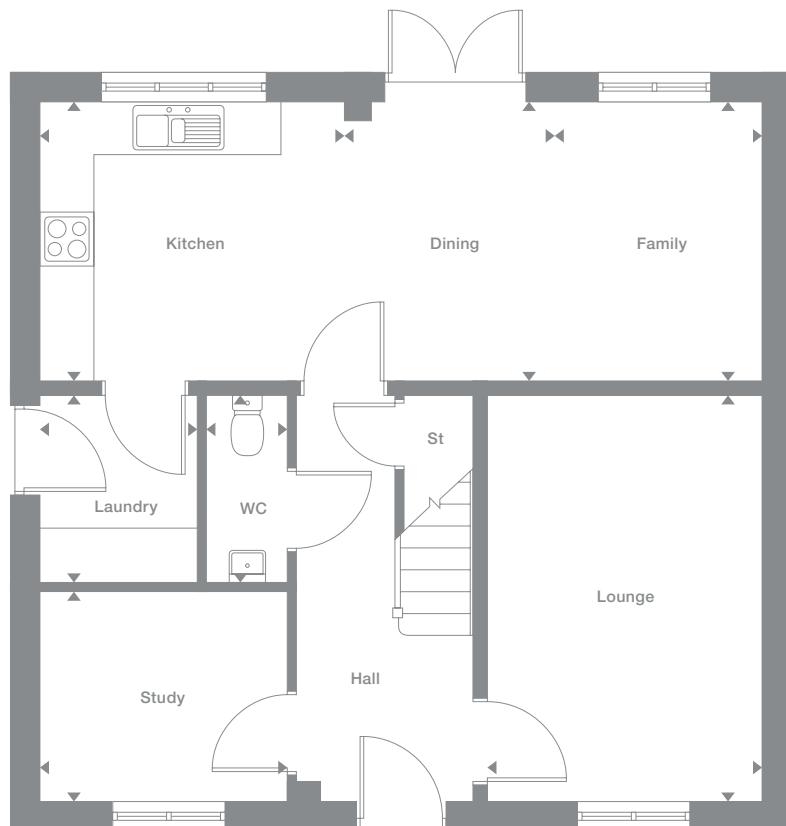 Kitchen
Dining
Family
St
Laundry
WC
Lounge
Hall
Study